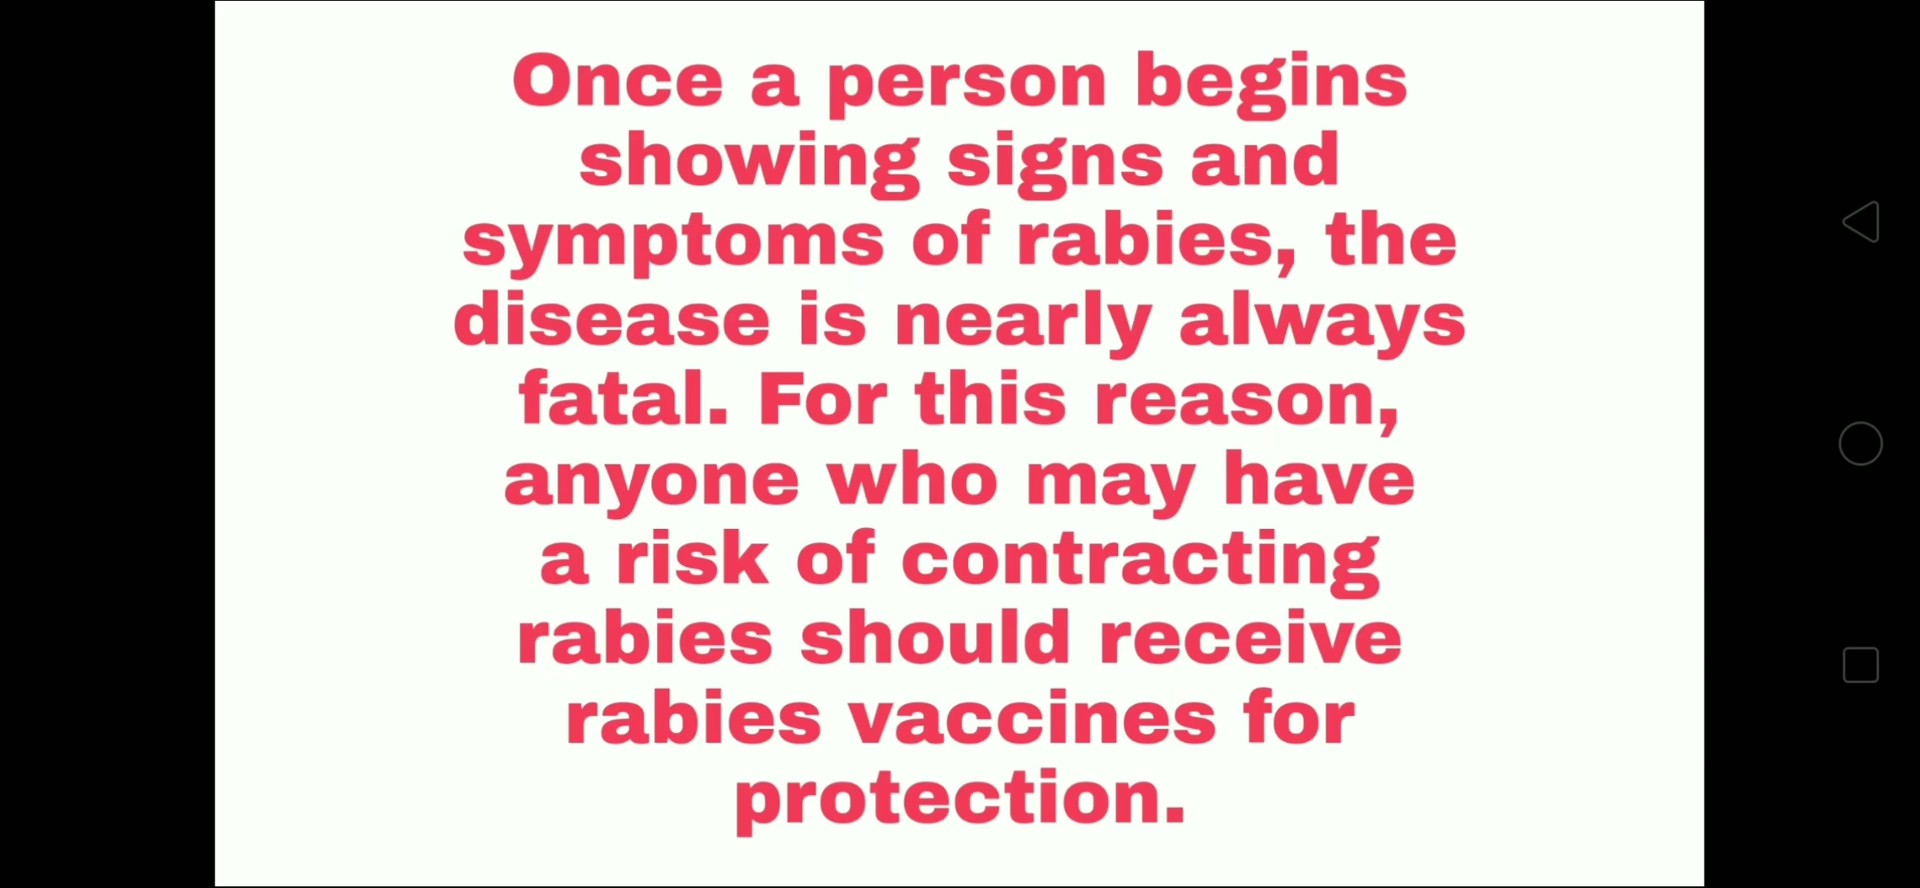 Once a person begins
showing signs and
symptoms of rabies, the
disease is nearly always
fatal. For this reason,
anyone who may have
a risk of contracting
rabies should receive
rabies vaccines for
protection.